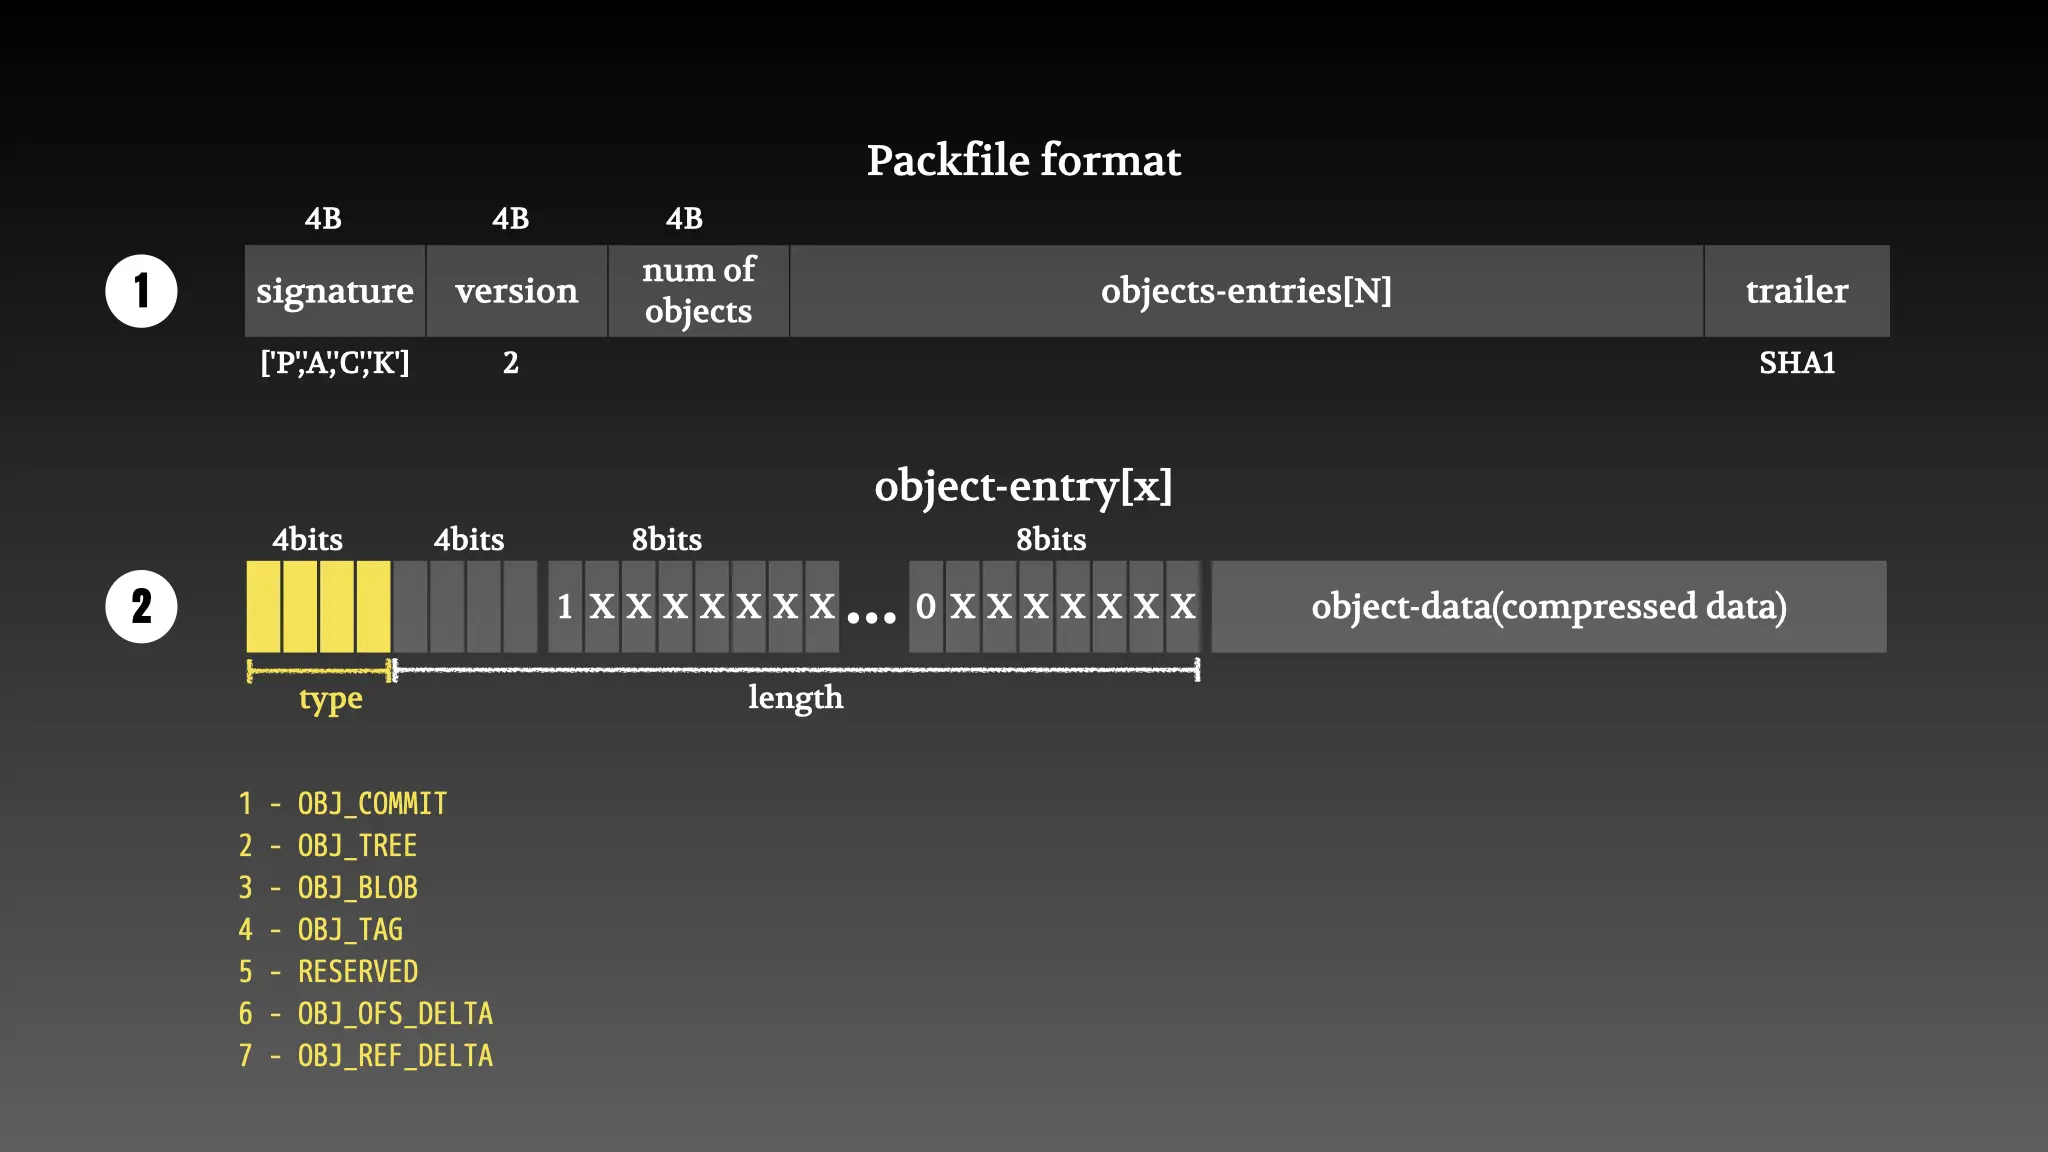 Packfile format
4B 4B 4B
1
signature version num of objects objects-entries[N] trailer
['P','A','C','K'] 2 SHA1
object-entry[x]
4bits 4bits 8bits 8bits
2
1 X X X X X X X ... 0 X X X X X X X object-data(compressed data)
type length
1 - OBJ_COMMIT
2 - OBJ_TREE
3 - OBJ_BLOB
4 - OBJ_TAG
5 - RESERVED
6 - OBJ_OFS_DELTA
7 - OBJ_REF_DELTA